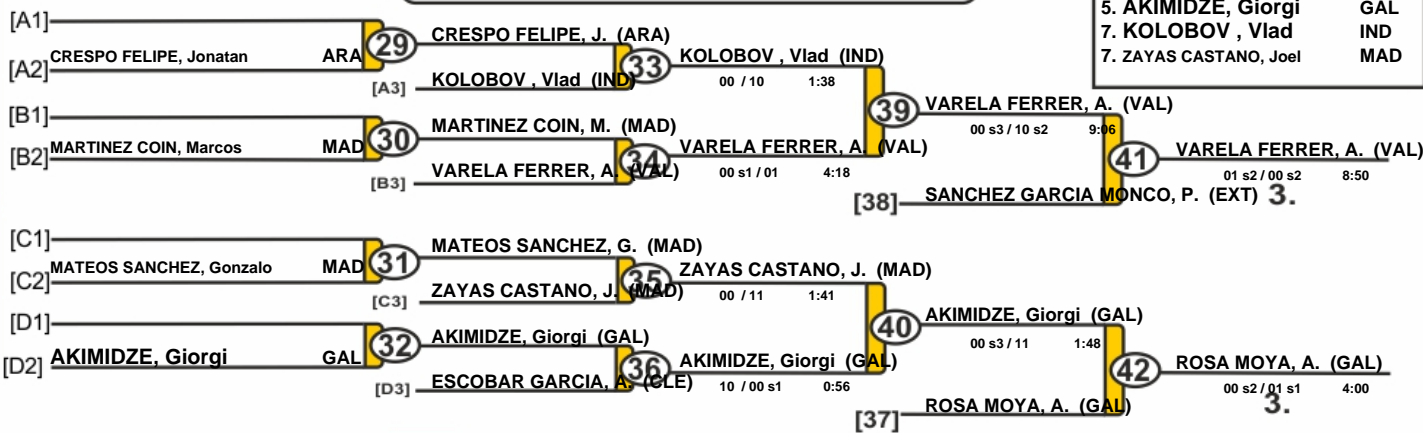 5. AKIMIDZE, Giorgi GAL
7. KOLOBOV , Vlad IND
7. ZAYAS CASTANO, Joel MAD
[A1]
[A2] CRESPO FELIPE, Jonatan ARA
29
CRESPO FELIPE, J. (ARA)
[A3] KOLOBOV , Vlad (IND)
33
KOLOBOV , Vlad (IND)
00 / 10 1:38
[B1]
[B2] MARTINEZ COIN, Marcos MAD
30
MARTINEZ COIN, M. (MAD)
[B3] VARELA FERRER, A. (VAL)
34
VARELA FERRER, A. (VAL)
00 s1 / 01 4:18
39
VARELA FERRER, A. (VAL)
00 s3 / 10 s2 9:06
[38] SANCHEZ GARCIA MONCO, P. (EXT)
41
VARELA FERRER, A. (VAL)
01 s2 / 00 s2 8:50
3.
[C1]
[C2] MATEOS SANCHEZ, Gonzalo MAD
31
MATEOS SANCHEZ, G. (MAD)
[C3] ZAYAS CASTANO, J. (MAD)
35
ZAYAS CASTANO, J. (MAD)
00 / 11 1:41
[D1]
[D2] AKIMIDZE, Giorgi GAL
32
AKIMIDZE, Giorgi (GAL)
[D3] ESCOBAR GARCIA, A. (CLE)
36
AKIMIDZE, Giorgi (GAL)
10 / 00 s1 0:56
40
AKIMIDZE, Giorgi (GAL)
00 s3 / 11 1:48
[37] ROSA MOYA, A. (GAL)
42
ROSA MOYA, A. (GAL)
00 s2 / 01 s1 4:00
3.